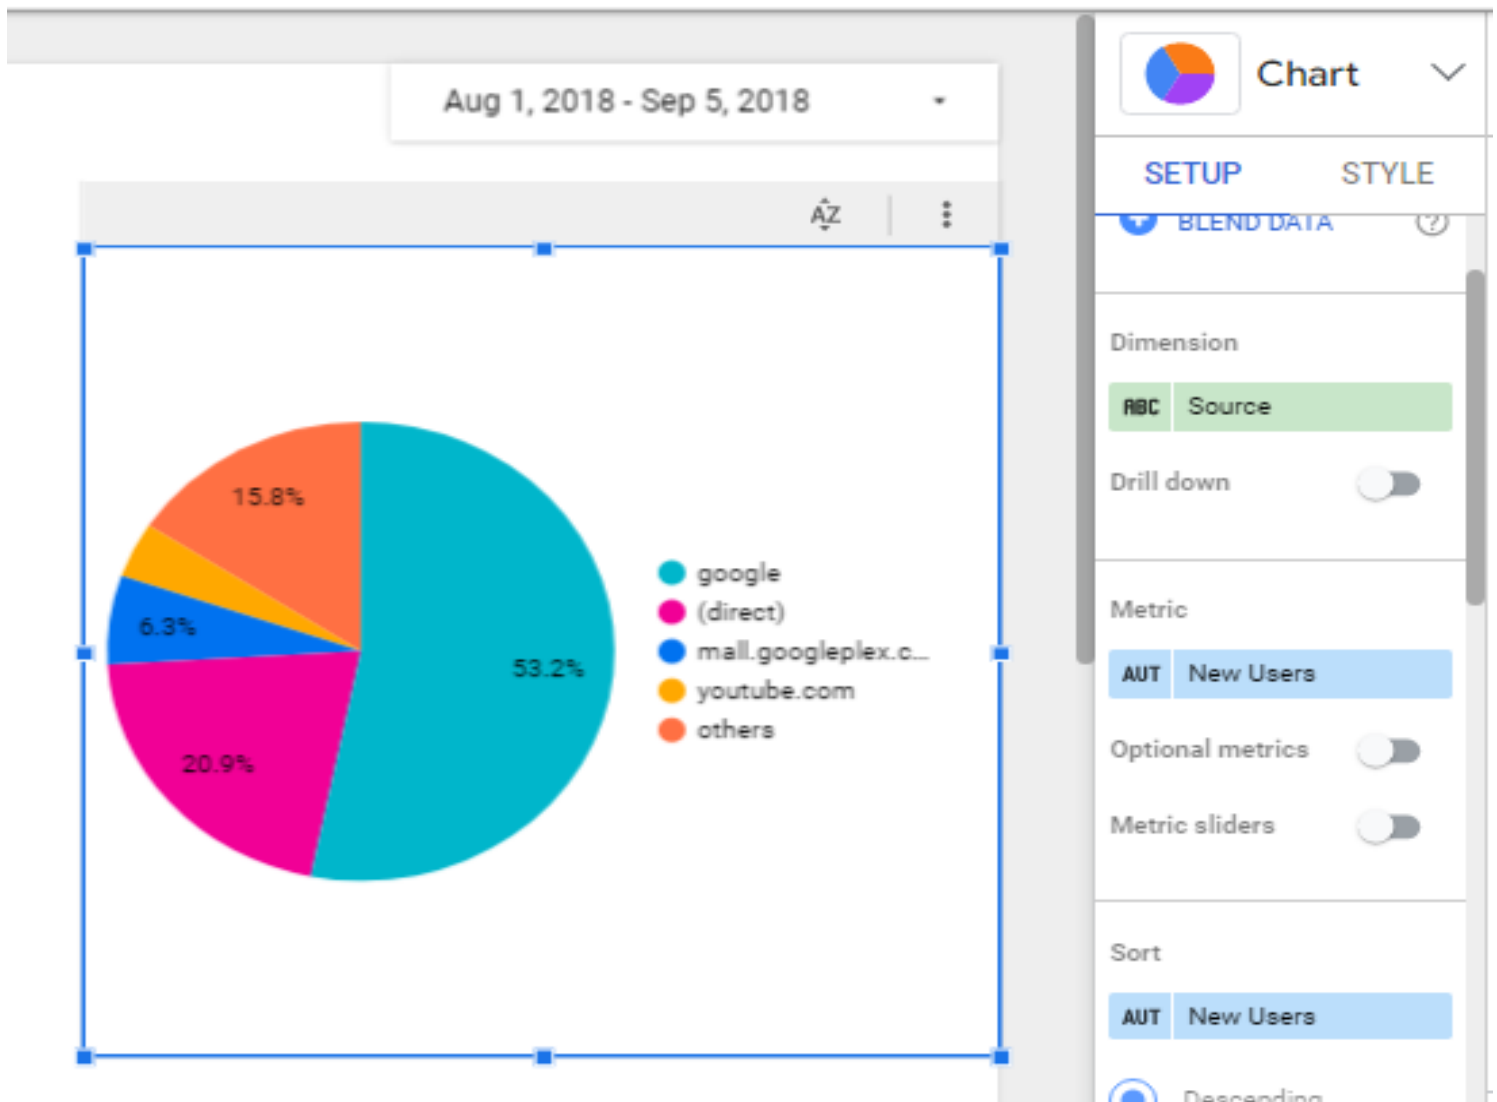 Aug 1, 2018 - Sep 5, 2018
AZ
15.8%
6.3%
53.2%
20.9%
google
(direct)
mall.googleplex.c...
youtube.com
others
Chart
SETUP STYLE
BLEND DATA ?
Dimension
ABC Source
Drill down
Metric
AUT New Users
Optional metrics
Metric sliders
Sort
AUT New Users
Descending